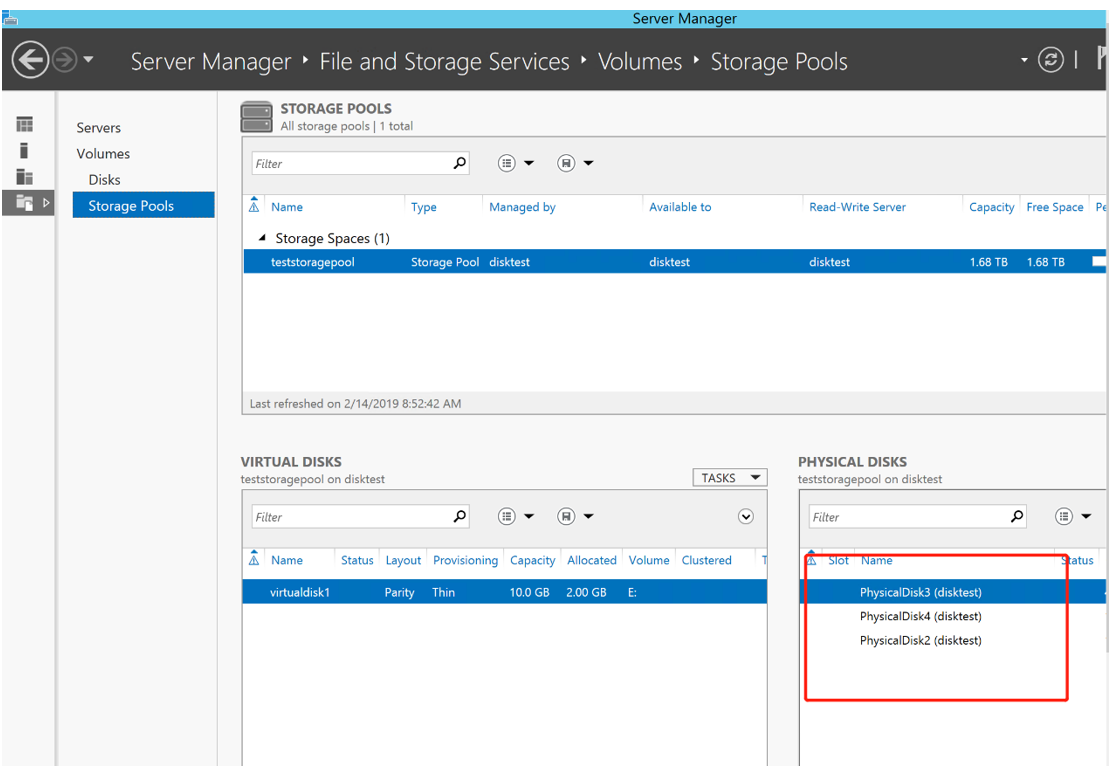 Server Manager
Server Manager ‣ File and Storage Services ‣ Volumes ‣ Storage Pools
Servers
Volumes
Disks
Storage Pools
STORAGE POOLS
All storage pools | 1 total
Filter
Name Type Managed by Available to Read-Write Server Capacity Free Space Pe
Storage Spaces (1)
teststoragepool Storage Pool disktest disktest disktest 1.68 TB 1.68 TB
Last refreshed on 2/14/2019 8:52:42 AM
VIRTUAL DISKS
teststoragepool on disktest
TASKS
Filter
Name Status Layout Provisioning Capacity Allocated Volume Clustered T
virtualdisk1 Parity Thin 10.0 GB 2.00 GB E:
PHYSICAL DISKS
teststoragepool on disktest
Filter
Slot Name Status
PhysicalDisk3 (disktest)
PhysicalDisk4 (disktest)
PhysicalDisk2 (disktest)